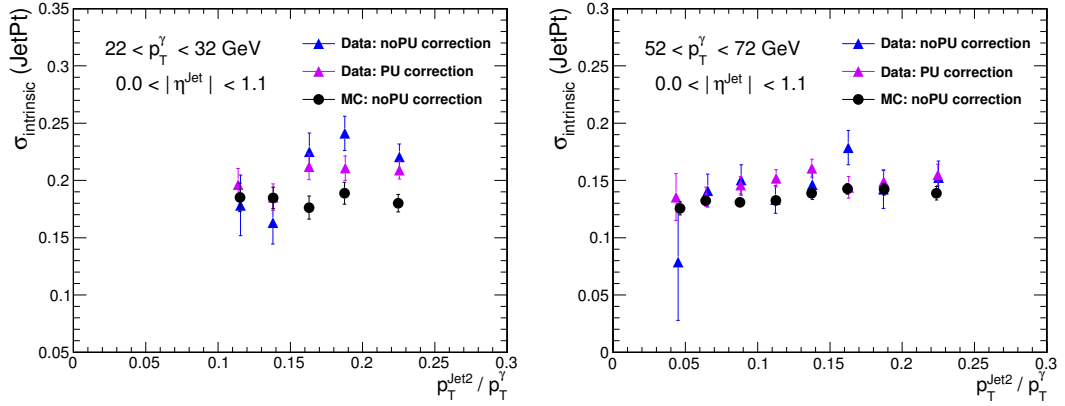 σ_intrinsic (JetPt)
0.35
0.3
0.25
0.2
0.15
0.1
0.05
22 < p_T^γ < 32 GeV
0.0 < | η^Jet | < 1.1
Data: noPU correction
Data: PU correction
MC: noPU correction
0 0.05 0.1 0.15 0.2 0.25 0.3
p_T^Jet2 / p_T^γ
σ_intrinsic (JetPt)
0.3
0.25
0.2
0.15
0.1
0.05
0
52 < p_T^γ < 72 GeV
0.0 < | η^Jet | < 1.1
Data: noPU correction
Data: PU correction
MC: noPU correction
0 0.05 0.1 0.15 0.2 0.25 0.3
p_T^Jet2 / p_T^γ